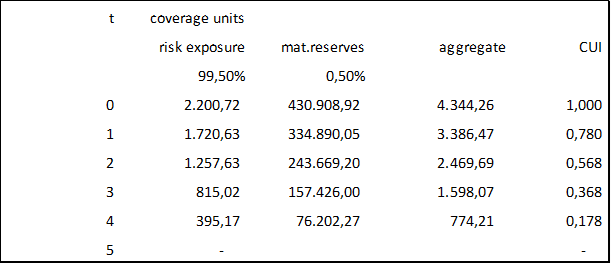 t coverage units
risk exposure mat.reserves aggregate CUI
99,50% 0,50%
0 2.200,72 430.908,92 4.344,26 1,000
1 1.720,63 334.890,05 3.386,47 0,780
2 1.257,63 243.669,20 2.469,69 0,568
3 815,02 157.426,00 1.598,07 0,368
4 395,17 76.202,27 774,21 0,178
5 - -